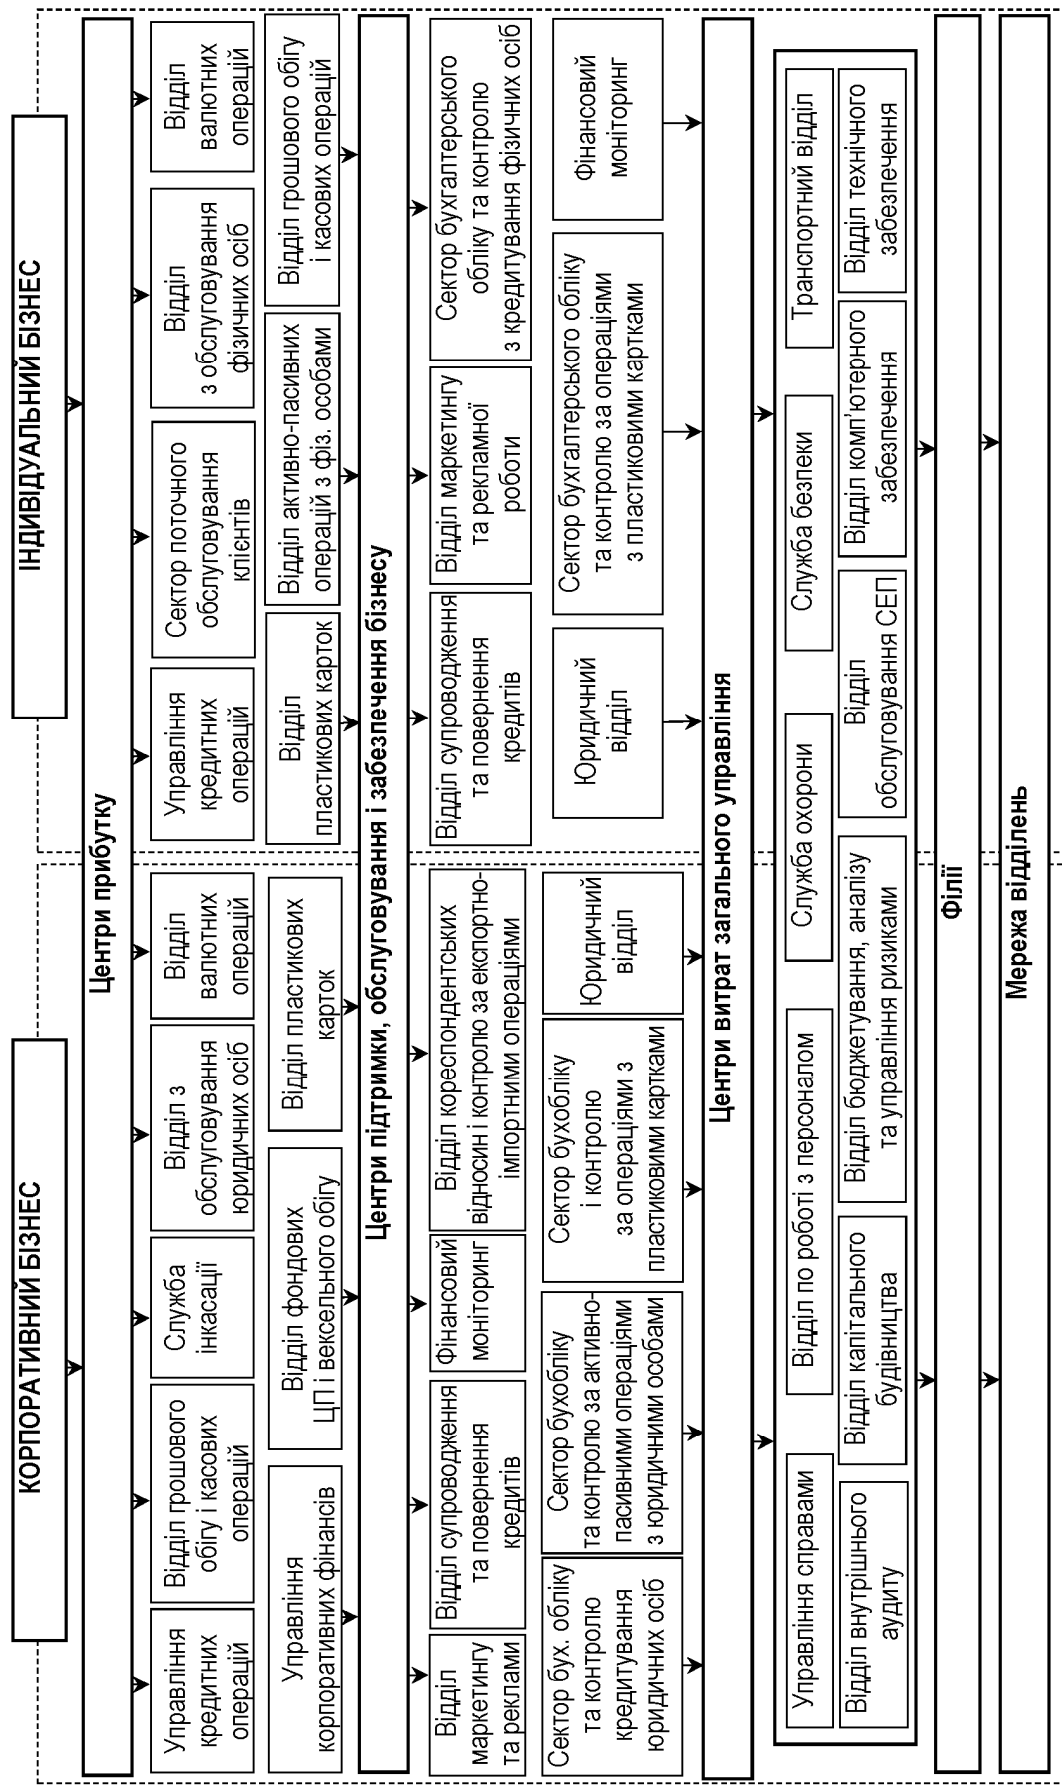 КОРПОРАТИВНИЙ БІЗНЕС
ІНДИВІДУАЛЬНИЙ БІЗНЕС
Центри прибутку
Управління
кредитних
операцій
Відділ грошового
обігу і касових
операцій
Служба
інкасації
Відділ з
обслуговування
юридичних осіб
Відділ
валютних
операцій
Управління
кредитних
операцій
Сектор поточного
обслуговування
клієнтів
Відділ
з обслуговування
фізичних осіб
Відділ
валютних
операцій
Управління
корпоративних фінансів
Відділ фондових
ЦП і вексельного обігу
Відділ пластикових
карток
Відділ
пластикових карток
Відділ активно-пасивних
операцій з фіз. особами
Відділ грошового обігу
і касових операцій
Центри підтримки, обслуговування і забезпечення бізнесу
Відділ
маркетингу
та реклами
Відділ супроводження
та повернення
кредитів
Фінансовий
моніторинг
Відділ кореспондентських
відносин і контролю за експортно-
імпортними операціями
Відділ супроводження
та повернення
кредитів
Відділ маркетингу
та рекламної
роботи
Сектор бухгалтерського
обліку та контролю
з кредитування фізичних осіб
Сектор бух. обліку
та контролю
кредитування
юридичних осіб
Сектор бухобліку
та контролю за активно-
пасивними операціями
з юридичними особами
Сектор бухобліку
і контролю
за операціями з
пластиковими картками
Юридичний
відділ
Юридичний
відділ
Сектор бухгалтерського обліку
та контролю за операціями
з пластиковими картками
Фінансовий
моніторинг
Центри витрат загального управління
Управління справами
Відділ по роботі з персоналом
Служба охорони
Служба безпеки
Транспортний відділ
Відділ внутрішнього
аудиту
Відділ капітального
будівництва
Відділ бюджетування, аналізу
та управління ризиками
Відділ
обслуговування СЕП
Відділ комп’ютерного
забезпечення
Відділ технічного
забезпечення
Філії
Мережа відділень